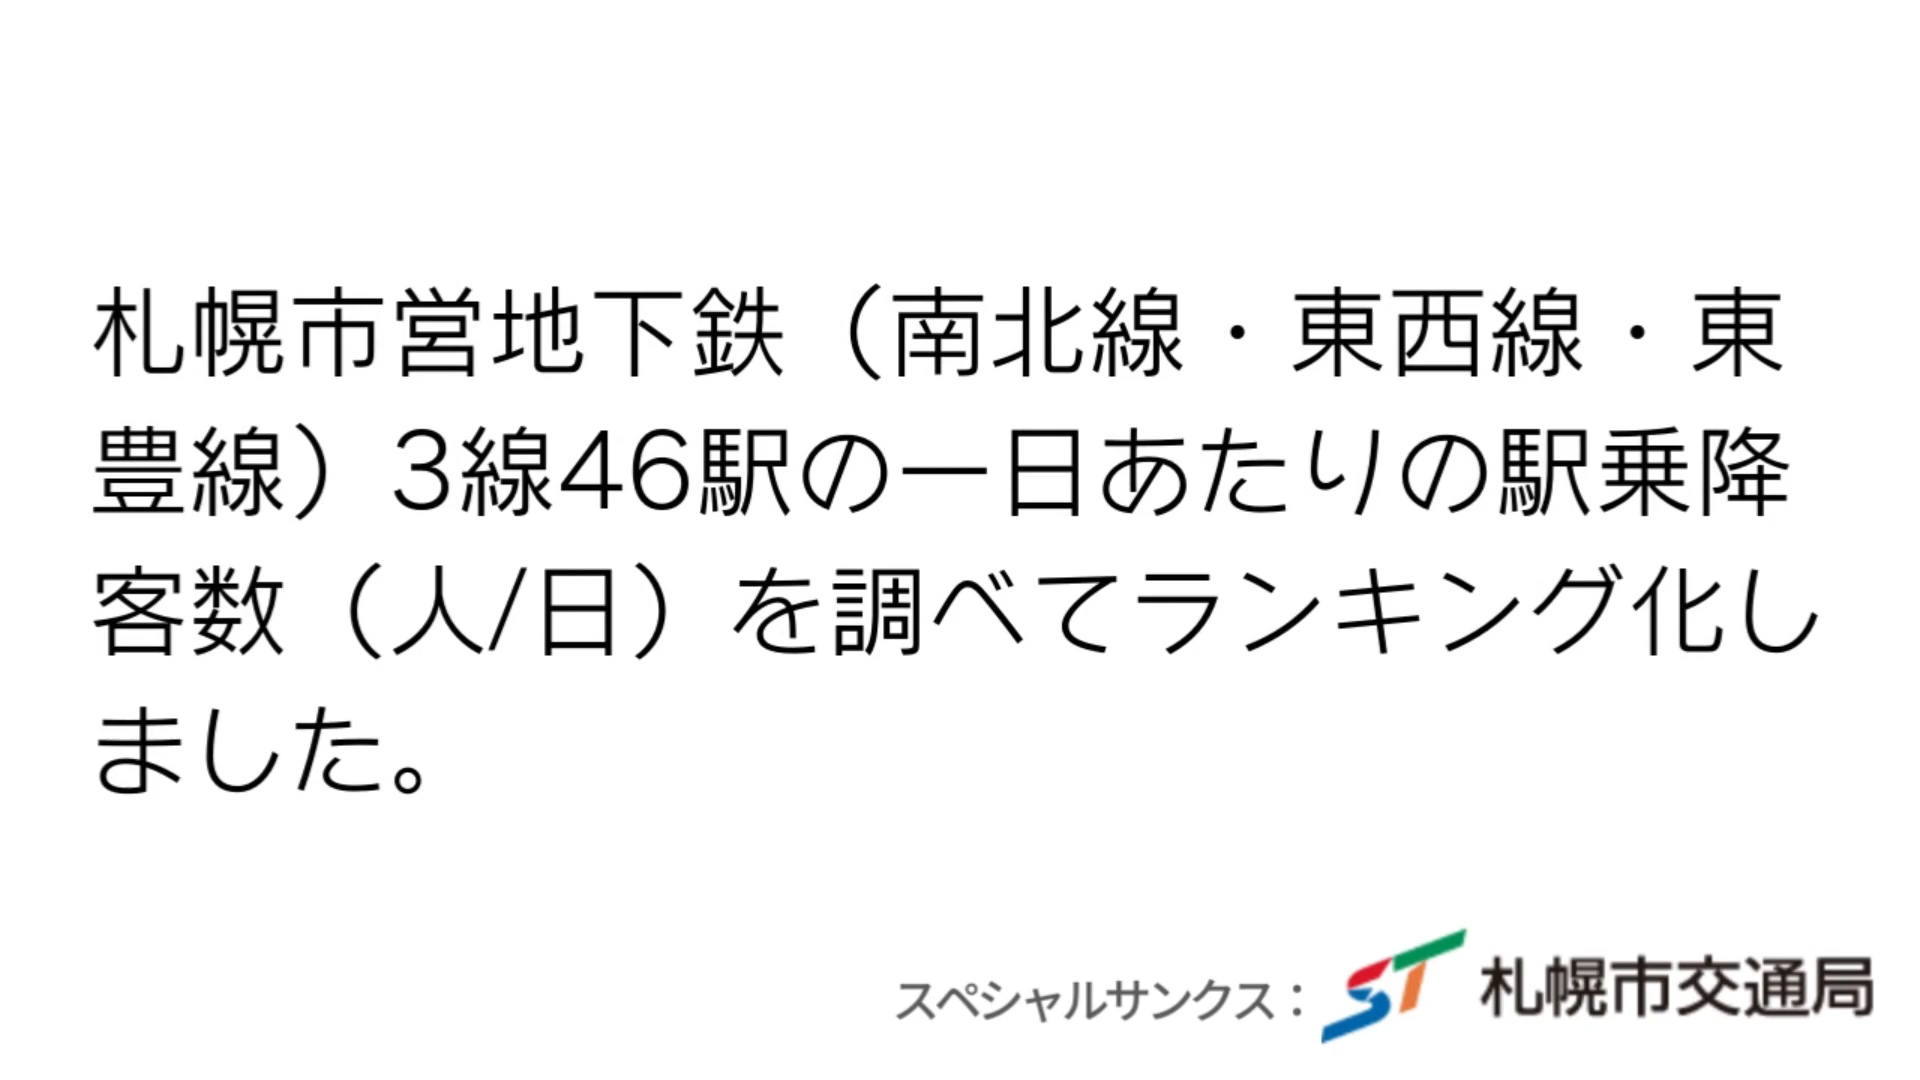 札幌市営地下鉄（南北線・東西線・東
豊線）3線46駅の一日あたりの駅乗降
客数（人/日）を調べてランキング化し
ました。
スペシャルサンクス： ST 札幌市交通局